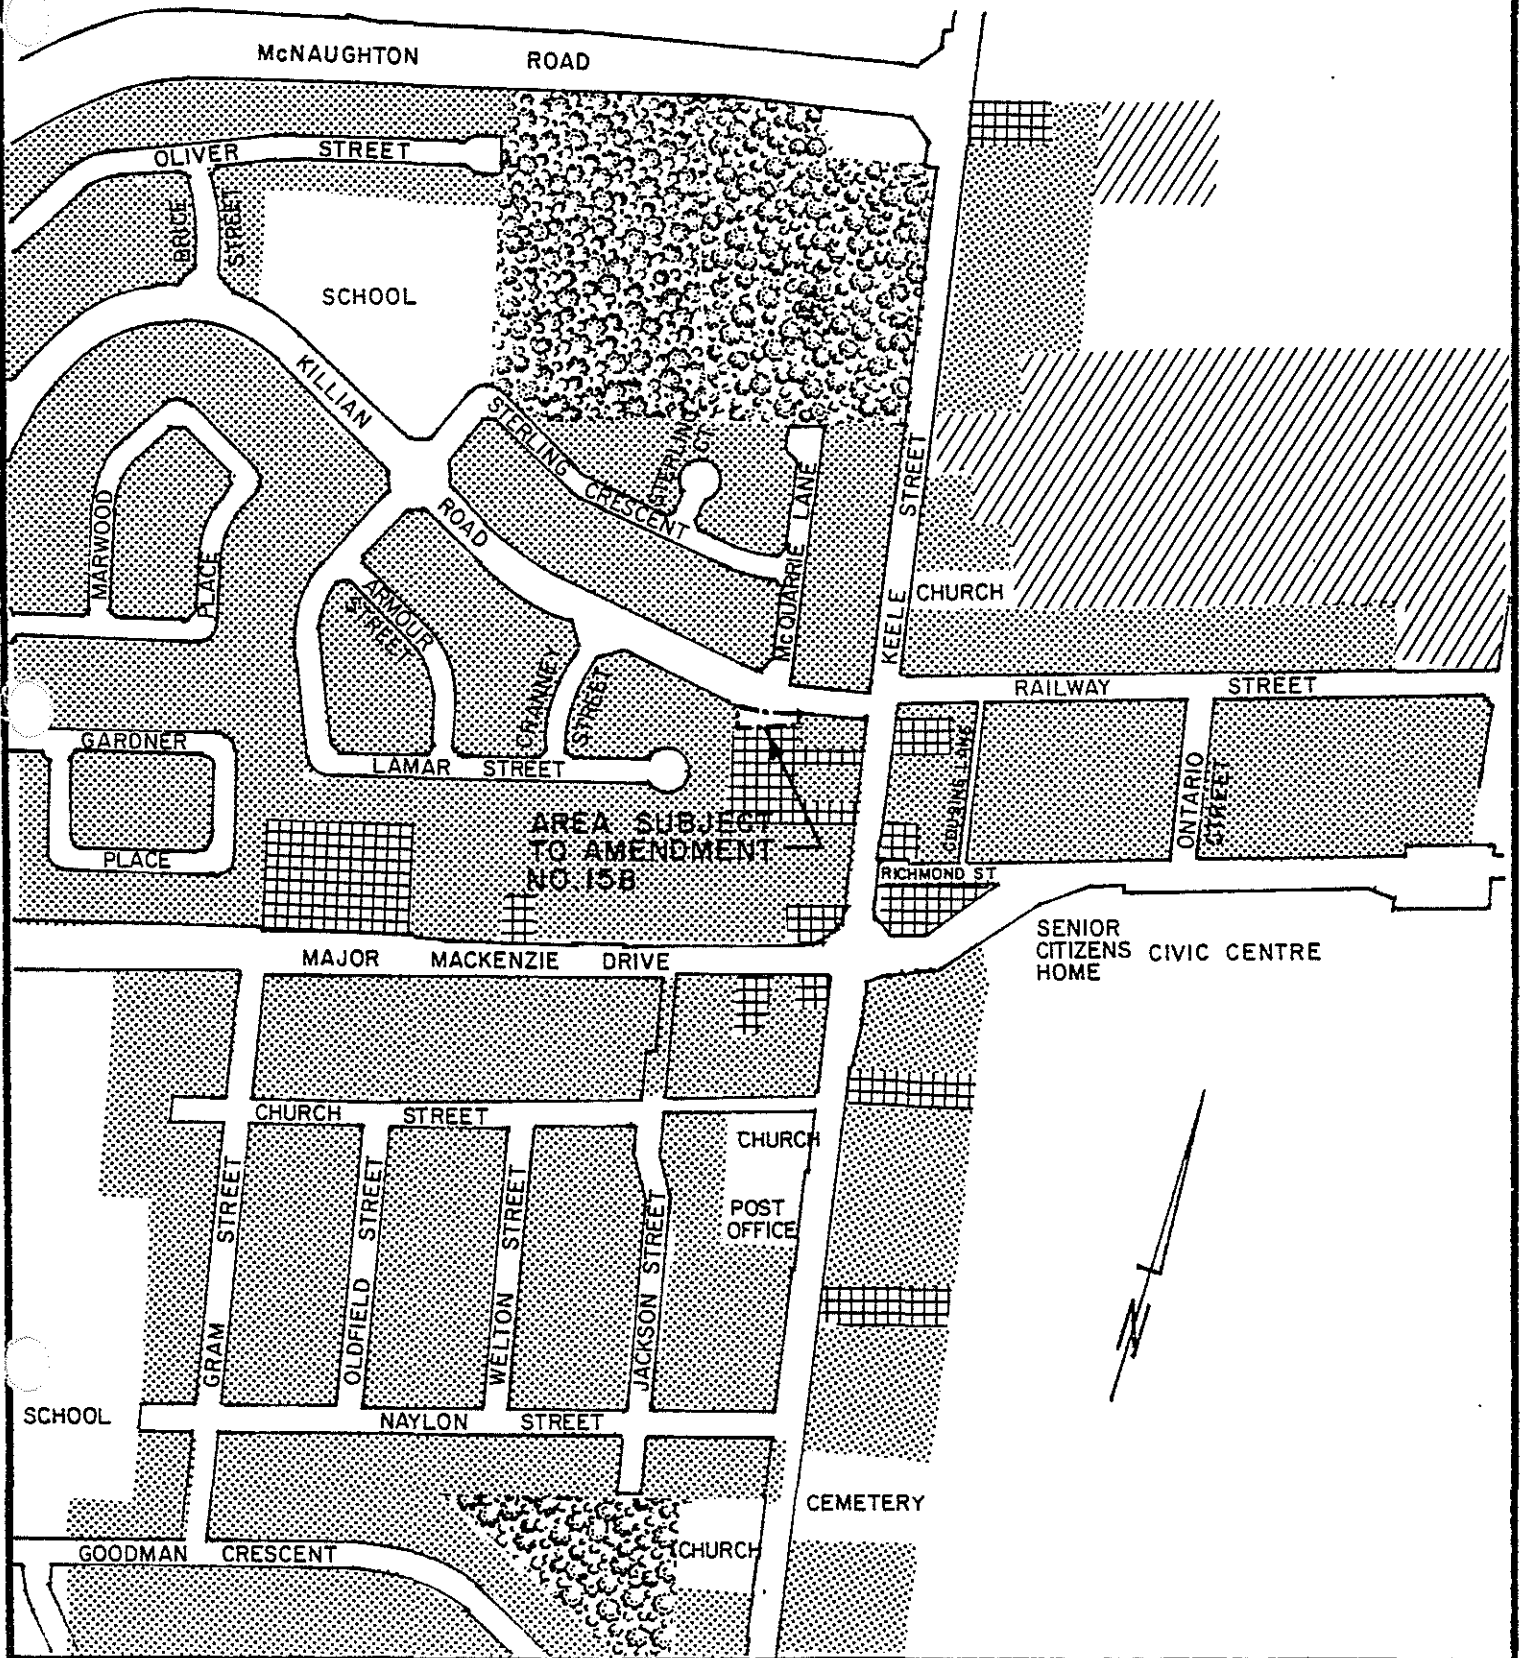 McNAUGHTON ROAD
OLIVER STREET
BRICE STREET
SCHOOL
KILLIAN ROAD
STERLING CRESCENT
STERLING CT
McQUARRIE LANE
KEELE STREET
MARWOOD PLACE
ARMOUR STREET
CRANNEY STREET
CHURCH
RAILWAY STREET
GARDNER PLACE
LAMAR STREET
COUSINS LANE
ONTARIO STREET
AREA SUBJECT
TO AMENDMENT
NO. 158
RICHMOND ST
MAJOR MACKENZIE DRIVE
SENIOR
CITIZENS
HOME
CIVIC CENTRE
CHURCH STREET
CHURCH
POST
OFFICE
GRAM STREET
OLDFIELD STREET
WELTON STREET
JACKSON STREET
N
SCHOOL
NAYLON STREET
CEMETERY
CHURCH
GOODMAN CRESCENT